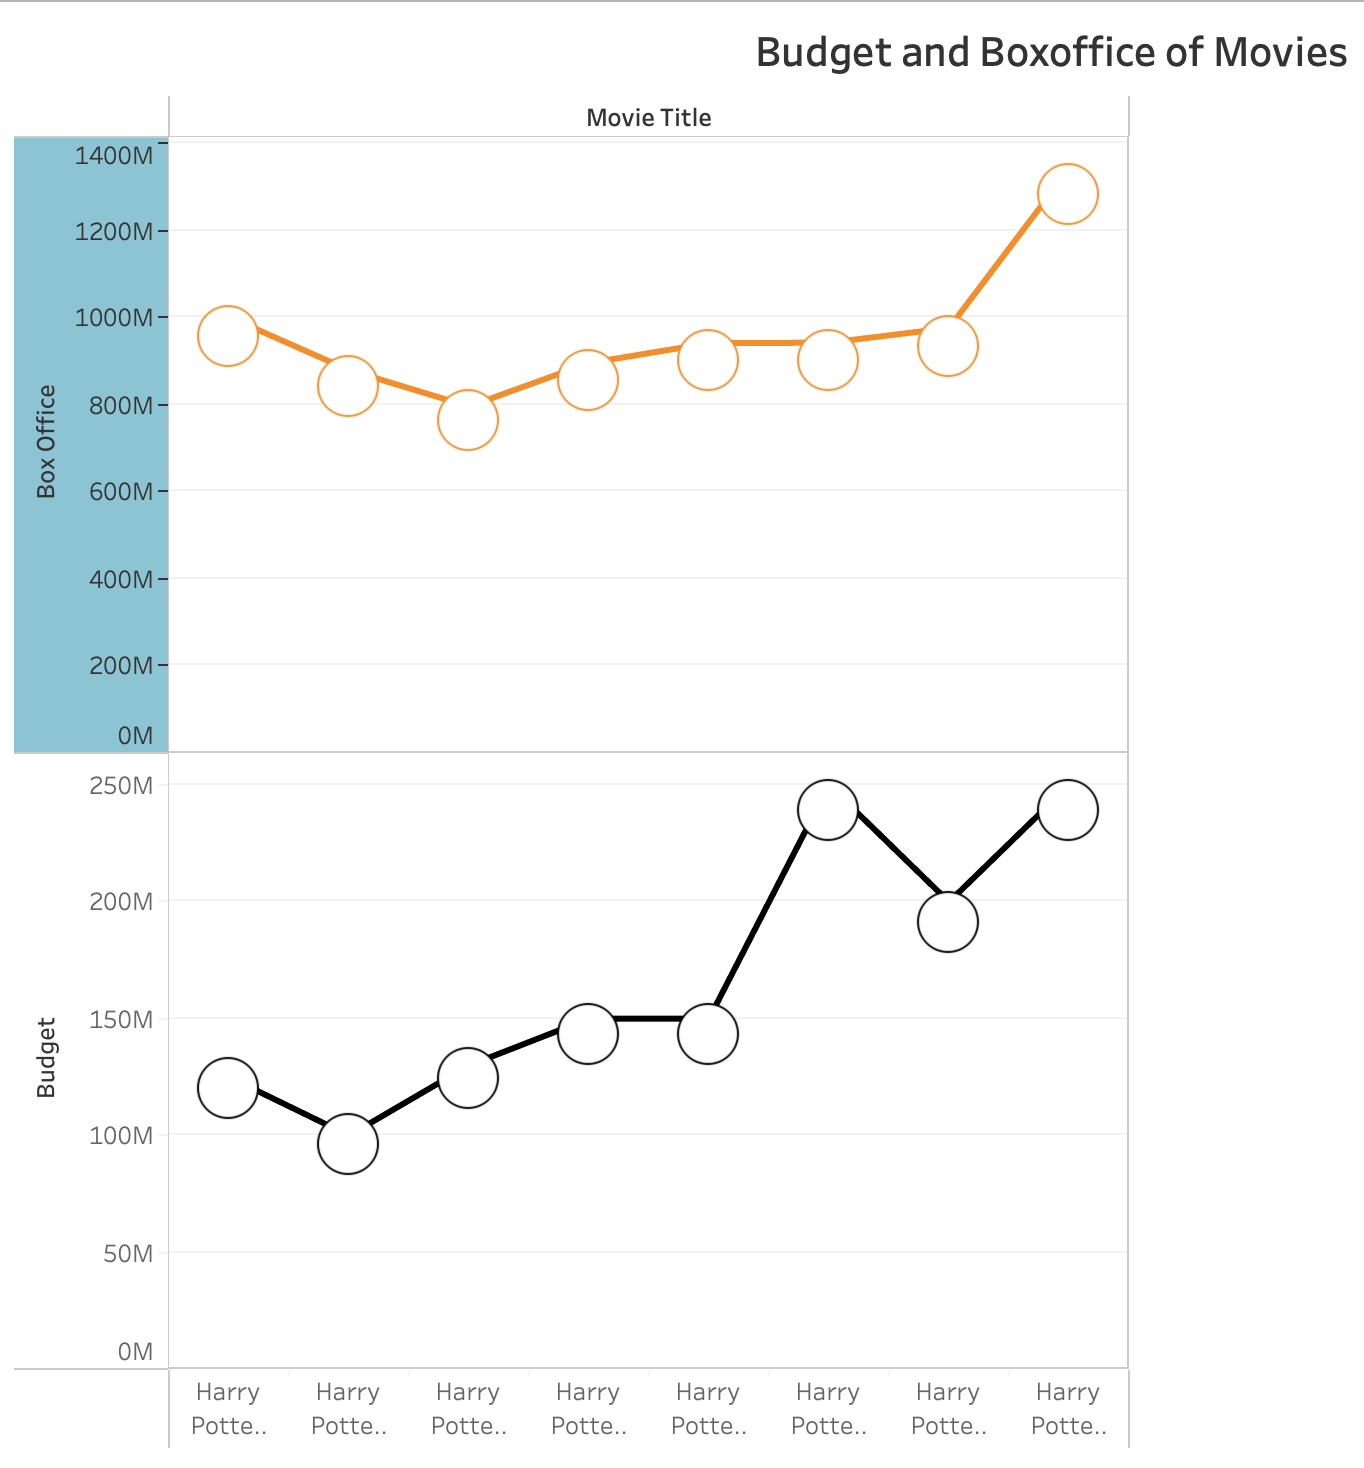 Budget and Boxoffice of Movies
Movie Title
1400M
1200M
1000M
800M
600M
400M
200M
0M
Box Office
250M
200M
150M
100M
50M
0M
Budget
Harry Harry Harry Harry Harry Harry Harry Harry
Potte.. Potte.. Potte.. Potte.. Potte.. Potte.. Potte.. Potte..